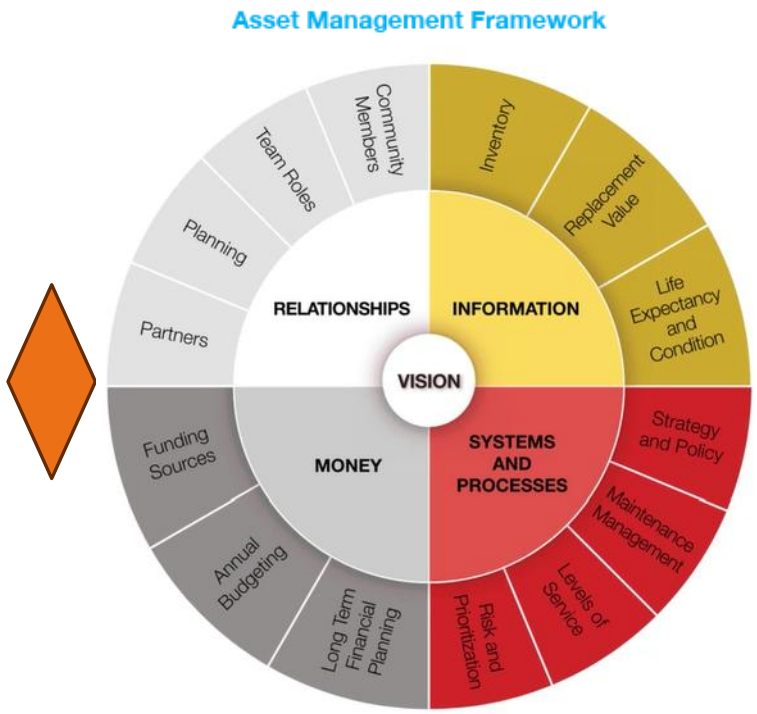 Asset Management Framework
Community
Members
Team Roles
Planning
Partners
Inventory
Replacement
Value
Life
Expectancy
and
Condition
RELATIONSHIPS
INFORMATION
VISION
MONEY
SYSTEMS
AND
PROCESSES
Funding
Sources
Annual
Budgeting
Long Term
Financial
Planning
Risk and
Prioritization
Levels of
Service
Maintenance
Management
Strategy
and Policy